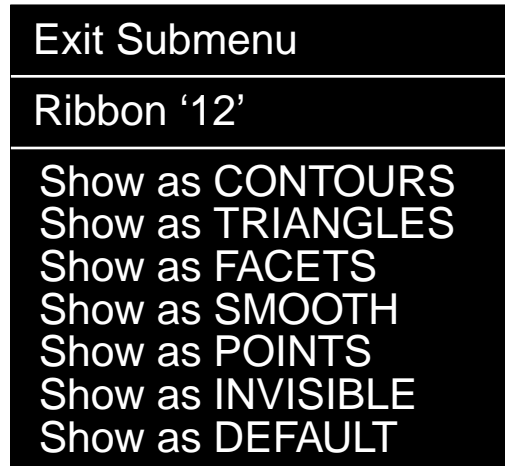 Exit Submenu
Ribbon ‘12’
Show as CONTOURS
Show as TRIANGLES
Show as FACETS
Show as SMOOTH
Show as POINTS
Show as INVISIBLE
Show as DEFAULT